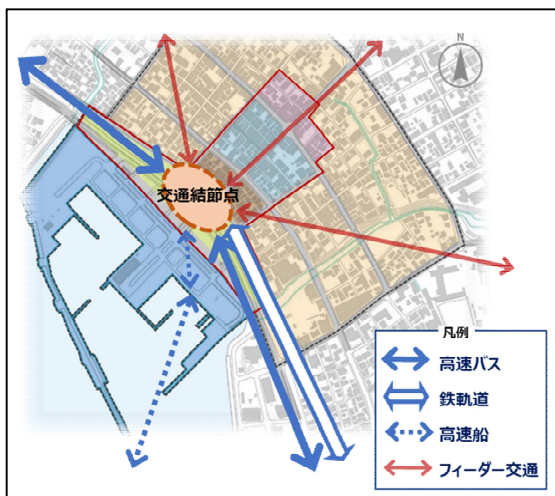 N
交通結節点
凡例
高速バス
鉄軌道
高速船
フィーダー交通